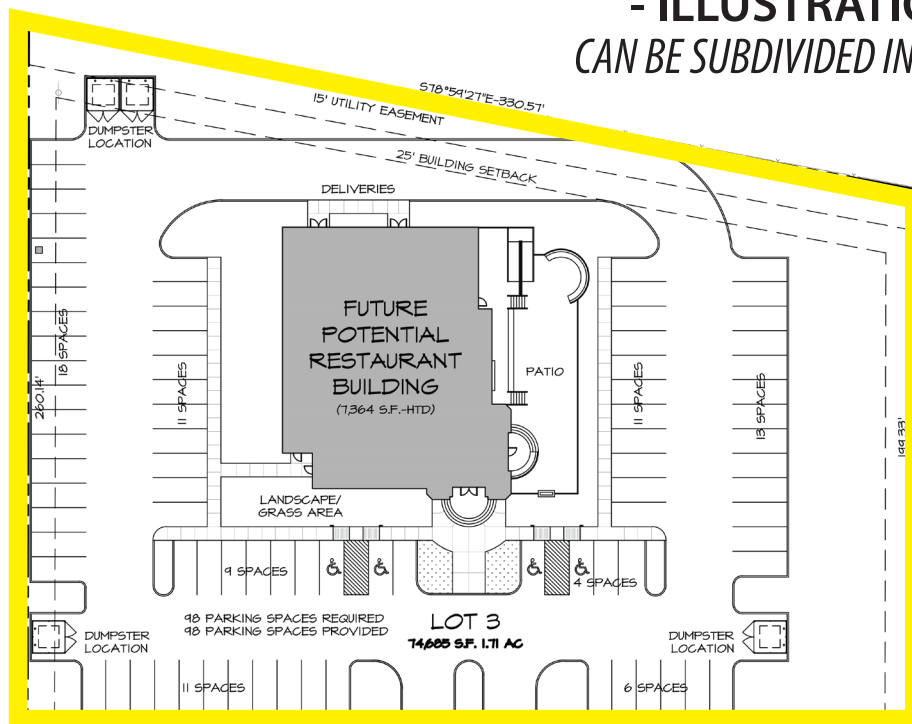 - ILLUSTRATIO
CAN BE SUBDIVIDED IN
S78°59'27"E-330.57'
15' UTILITY EASEMENT
25' BUILDING SETBACK
DUMPSTER
LOCATION
DELIVERIES
FUTURE
POTENTIAL
RESTAURANT
BUILDING
(7,364 S.F.-HTD)
PATIO
18 SPACES
260.14'
11 SPACES
11 SPACES
13 SPACES
199.33'
LANDSCAPE/
GRASS AREA
9 SPACES
4 SPACES
98 PARKING SPACES REQUIRED
98 PARKING SPACES PROVIDED
LOT 3
74,685 S.F. 1.71 AC
DUMPSTER
LOCATION
DUMPSTER
LOCATION
11 SPACES
6 SPACES